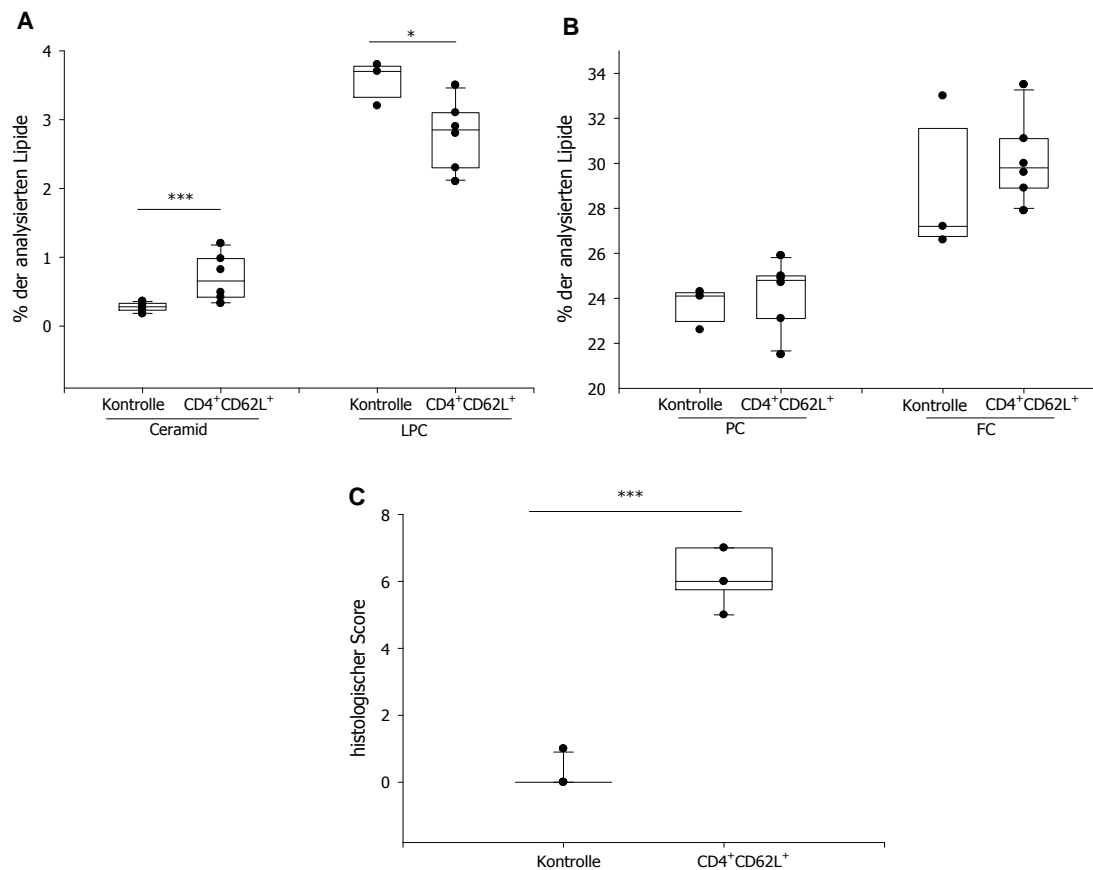 A
% der analysierten Lipide
4
3
2
1
0
***
*
Kontrolle CD4⁺CD62L⁺ Kontrolle CD4⁺CD62L⁺
Ceramid LPC
B
% der analysierten Lipide
34
32
30
28
26
24
22
20
Kontrolle CD4⁺CD62L⁺ Kontrolle CD4⁺CD62L⁺
PC FC
C
histologischer Score
8
6
4
2
0
***
Kontrolle CD4⁺CD62L⁺